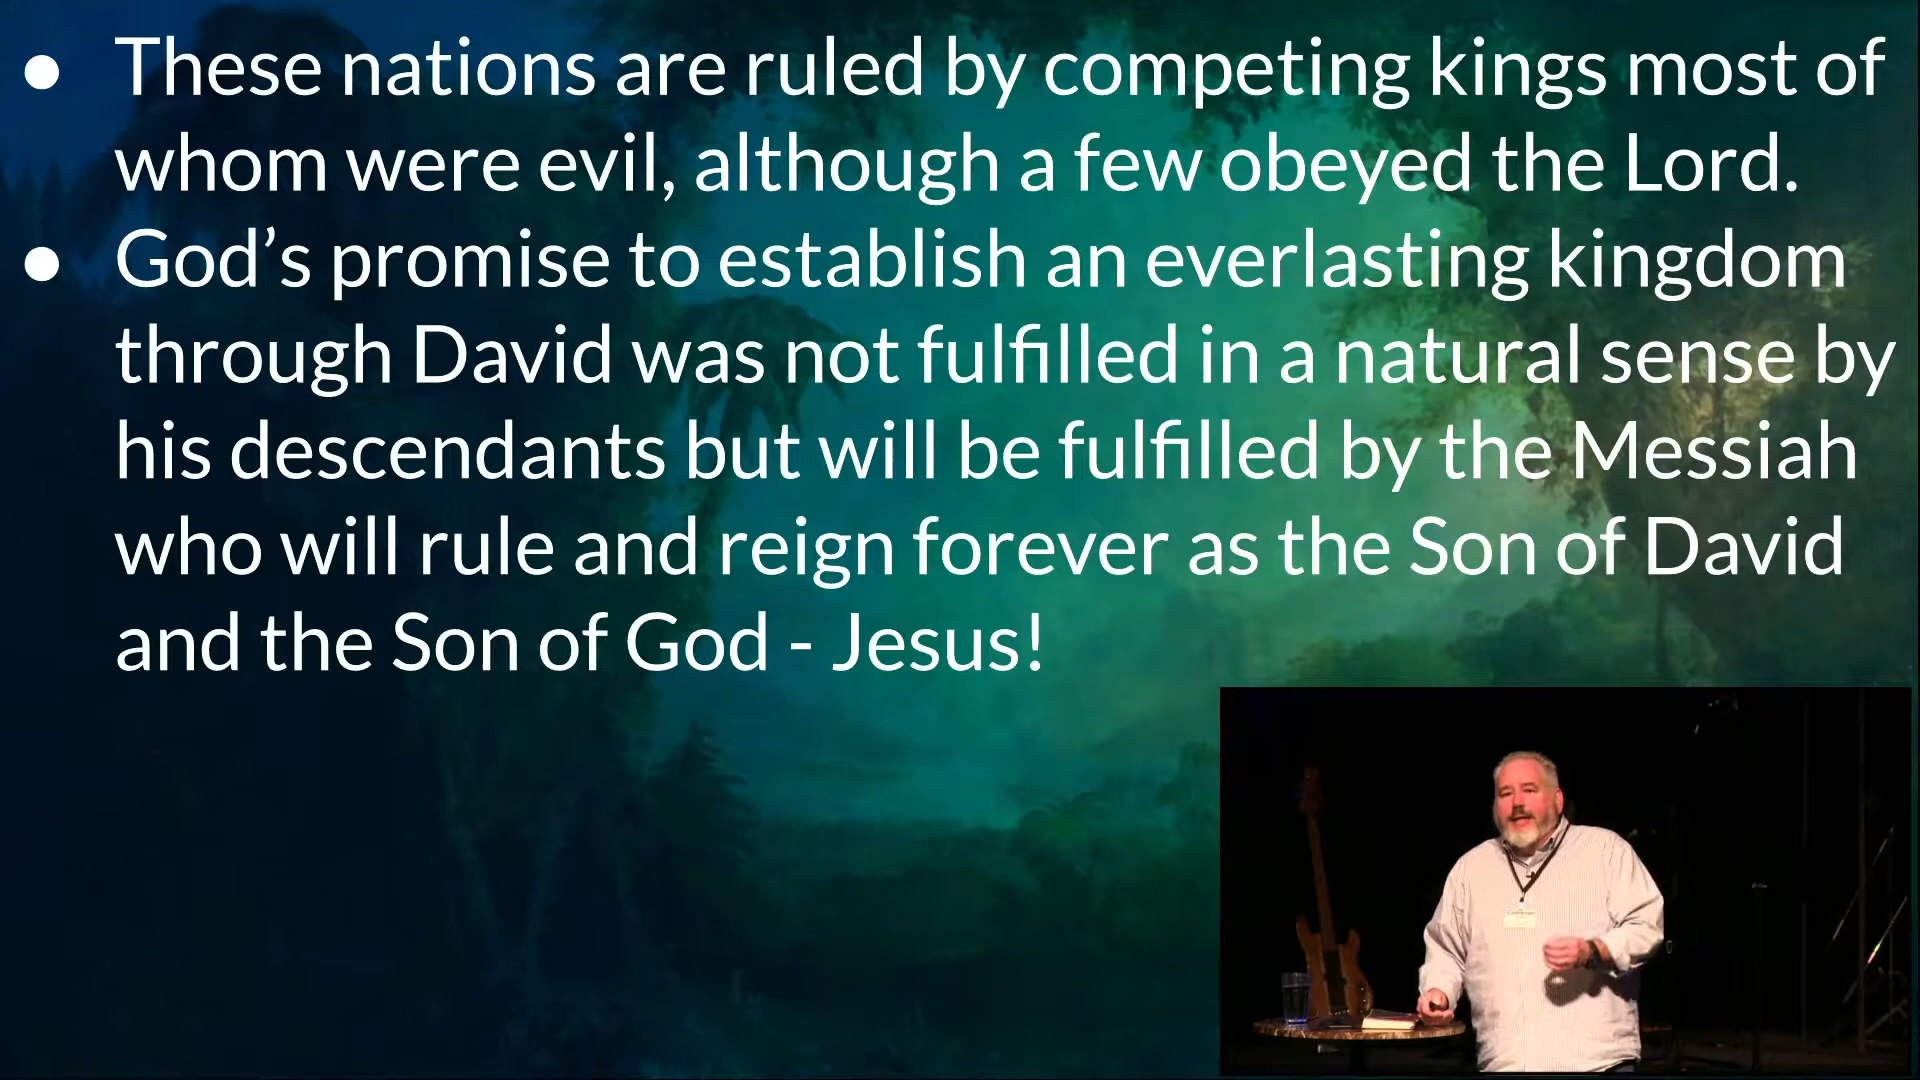 ● These nations are ruled by competing kings most of
whom were evil, although a few obeyed the Lord.
● God’s promise to establish an everlasting kingdom
through David was not fulfilled in a natural sense by
his descendants but will be fulfilled by the Messiah
who will rule and reign forever as the Son of David
and the Son of God - Jesus!